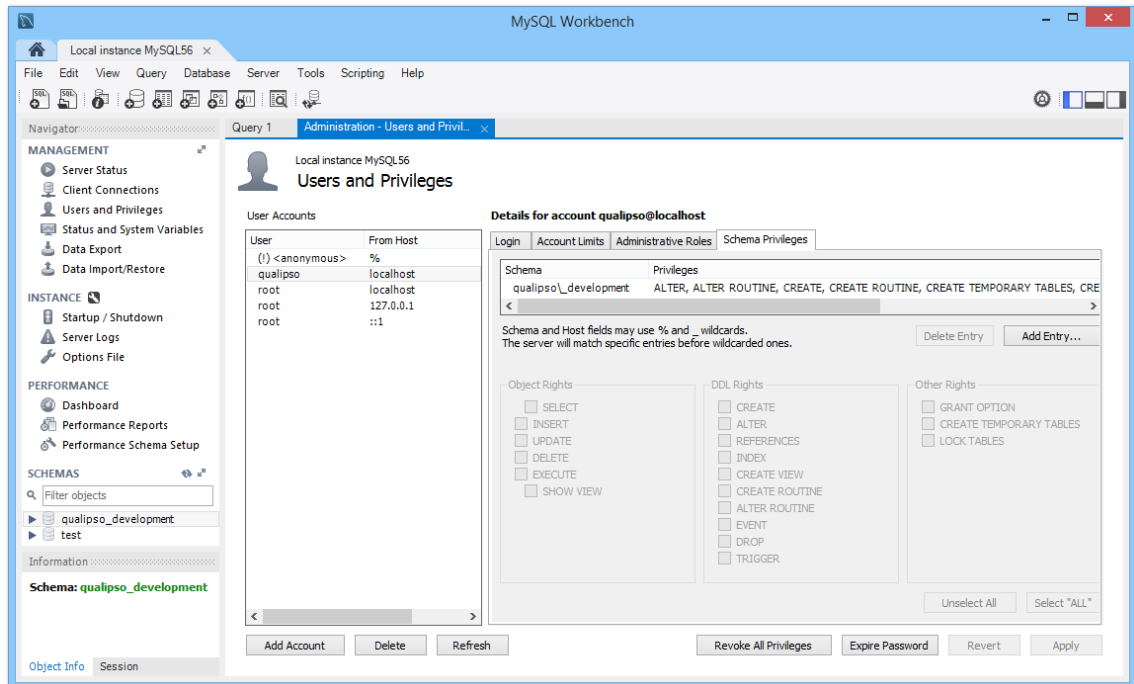 MySQL Workbench
Local instance MySQL56
File Edit View Query Database Server Tools Scripting Help
Navigator
MANAGEMENT
Server Status
Client Connections
Users and Privileges
Status and System Variables
Data Export
Data Import/Restore
INSTANCE
Startup / Shutdown
Server Logs
Options File
PERFORMANCE
Dashboard
Performance Reports
Performance Schema Setup
SCHEMAS
Filter objects
qualipso_development
test
Information
Schema: qualipso_development
Object Info Session
Query 1 Administration - Users and Privil...
Local instance MySQL56
Users and Privileges
User Accounts
User From Host
(!) <anonymous> %
qualipso localhost
root localhost
root 127.0.0.1
root ::1
Add Account Delete Refresh
Details for account qualipso@localhost
Login Account Limits Administrative Roles Schema Privileges
Schema Privileges
qualipso\_development ALTER, ALTER ROUTINE, CREATE, CREATE ROUTINE, CREATE TEMPORARY TABLES, CRE
Schema and Host fields may use % and _ wildcards.
The server will match specific entries before wildcarded ones.
Delete Entry Add Entry...
Object Rights
SELECT
INSERT
UPDATE
DELETE
EXECUTE
SHOW VIEW
DDL Rights
CREATE
ALTER
REFERENCES
INDEX
CREATE VIEW
CREATE ROUTINE
ALTER ROUTINE
EVENT
DROP
TRIGGER
Other Rights
GRANT OPTION
CREATE TEMPORARY TABLES
LOCK TABLES
Unselect All Select "ALL"
Revoke All Privileges Expire Password Revert Apply